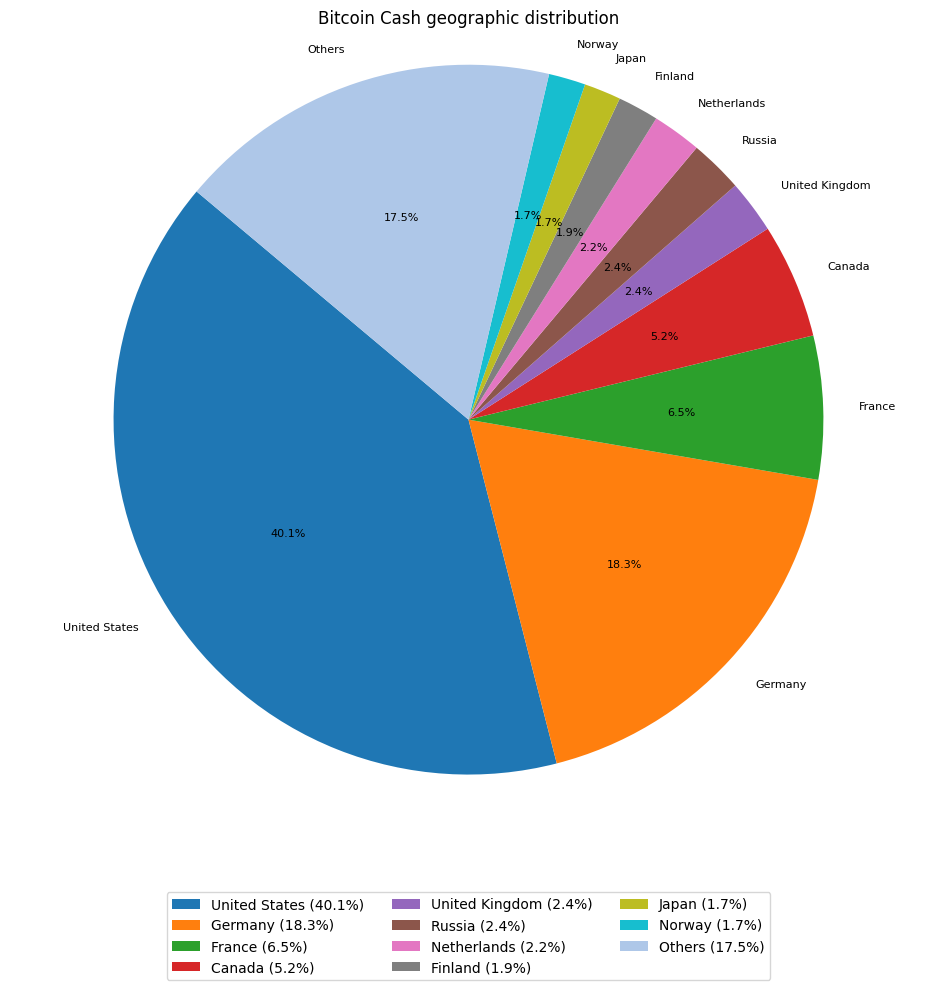 Bitcoin Cash geographic distribution
Others
Norway
Japan
Finland
Netherlands
Russia
United Kingdom
Canada
France
Germany
United States
17.5%
1.7%
1.7%
1.9%
2.2%
2.4%
2.4%
5.2%
6.5%
18.3%
40.1%
United States (40.1%)
Germany (18.3%)
France (6.5%)
Canada (5.2%)
United Kingdom (2.4%)
Russia (2.4%)
Netherlands (2.2%)
Finland (1.9%)
Japan (1.7%)
Norway (1.7%)
Others (17.5%)